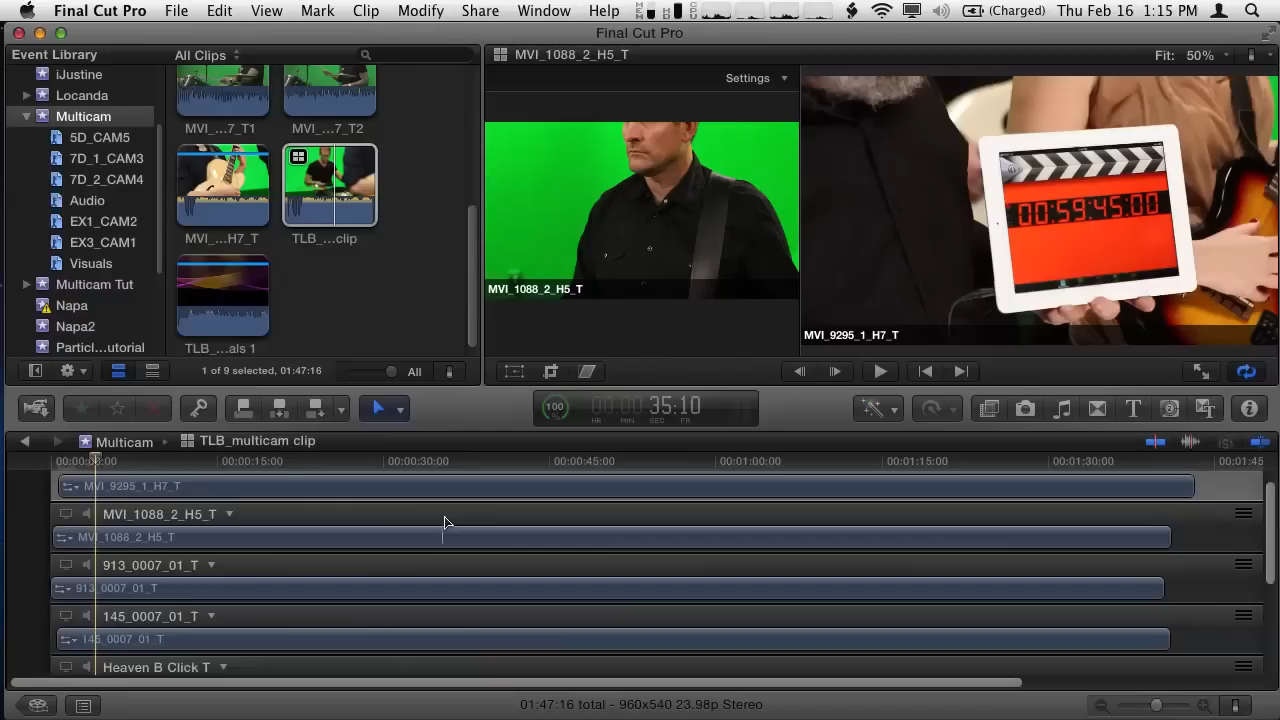 Final Cut Pro File Edit View Mark Clip Modify Share Window Help (Charged) Thu Feb 16 1:15 PM
Final Cut Pro
Event Library All Clips
MVI_1088_2_H5_T Fit: 50%
Settings
iJustine
Locanda
Multicam
5D_CAM5
7D_1_CAM3
7D_2_CAM4
Audio
EX1_CAM2
EX3_CAM1
Visuals
Multicam Tut
Napa
Napa2
Particl...utorial
MVI_...7_T1 MVI_...7_T2
MVI_...H7_T TLB_...clip
TLB_...als 1
MVI_1088_2_H5_T
00:59:45:00
MVI_9295_1_H7_T
1 of 9 selected, 01:47:16 All
100 % 00 00 35:10
HR MIN SEC FR
Multicam TLB_multicam clip
00:00:00:00 00:00:15:00 00:00:30:00 00:00:45:00 00:01:00:00 00:01:15:00 00:01:30:00 00:01:45
MVI_9295_1_H7_T
MVI_1088_2_H5_T
MVI_1088_2_H5_T
913_0007_01_T
913_0007_01_T
145_0007_01_T
145_0007_01_T
Heaven B Click T
01:47:16 total - 960x540 23.98p Stereo